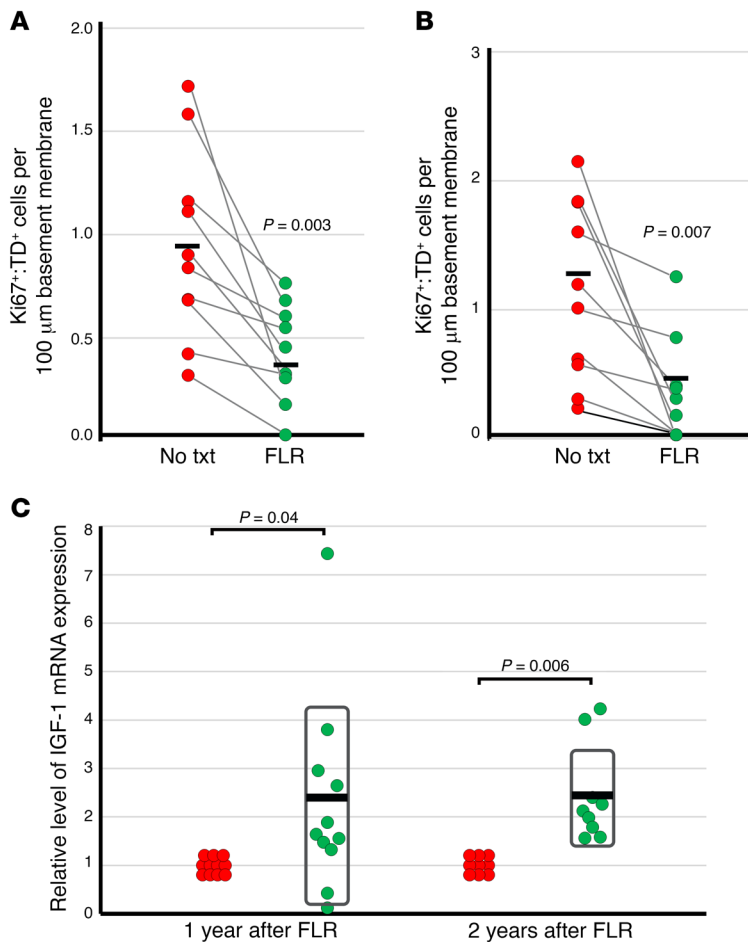 A
Ki67⁺:TD⁺ cells per
100 μm basement membrane
2.0
1.5
1.0
0.5
0.0
P = 0.003
No txt
FLR
B
Ki67⁺:TD⁺ cells per
100 μm basement membrane
3
2
1
0
P = 0.007
No txt
FLR
C
Relative level of IGF-1 mRNA expression
8
7
6
5
4
3
2
1
0
P = 0.04
P = 0.006
1 year after FLR
2 years after FLR